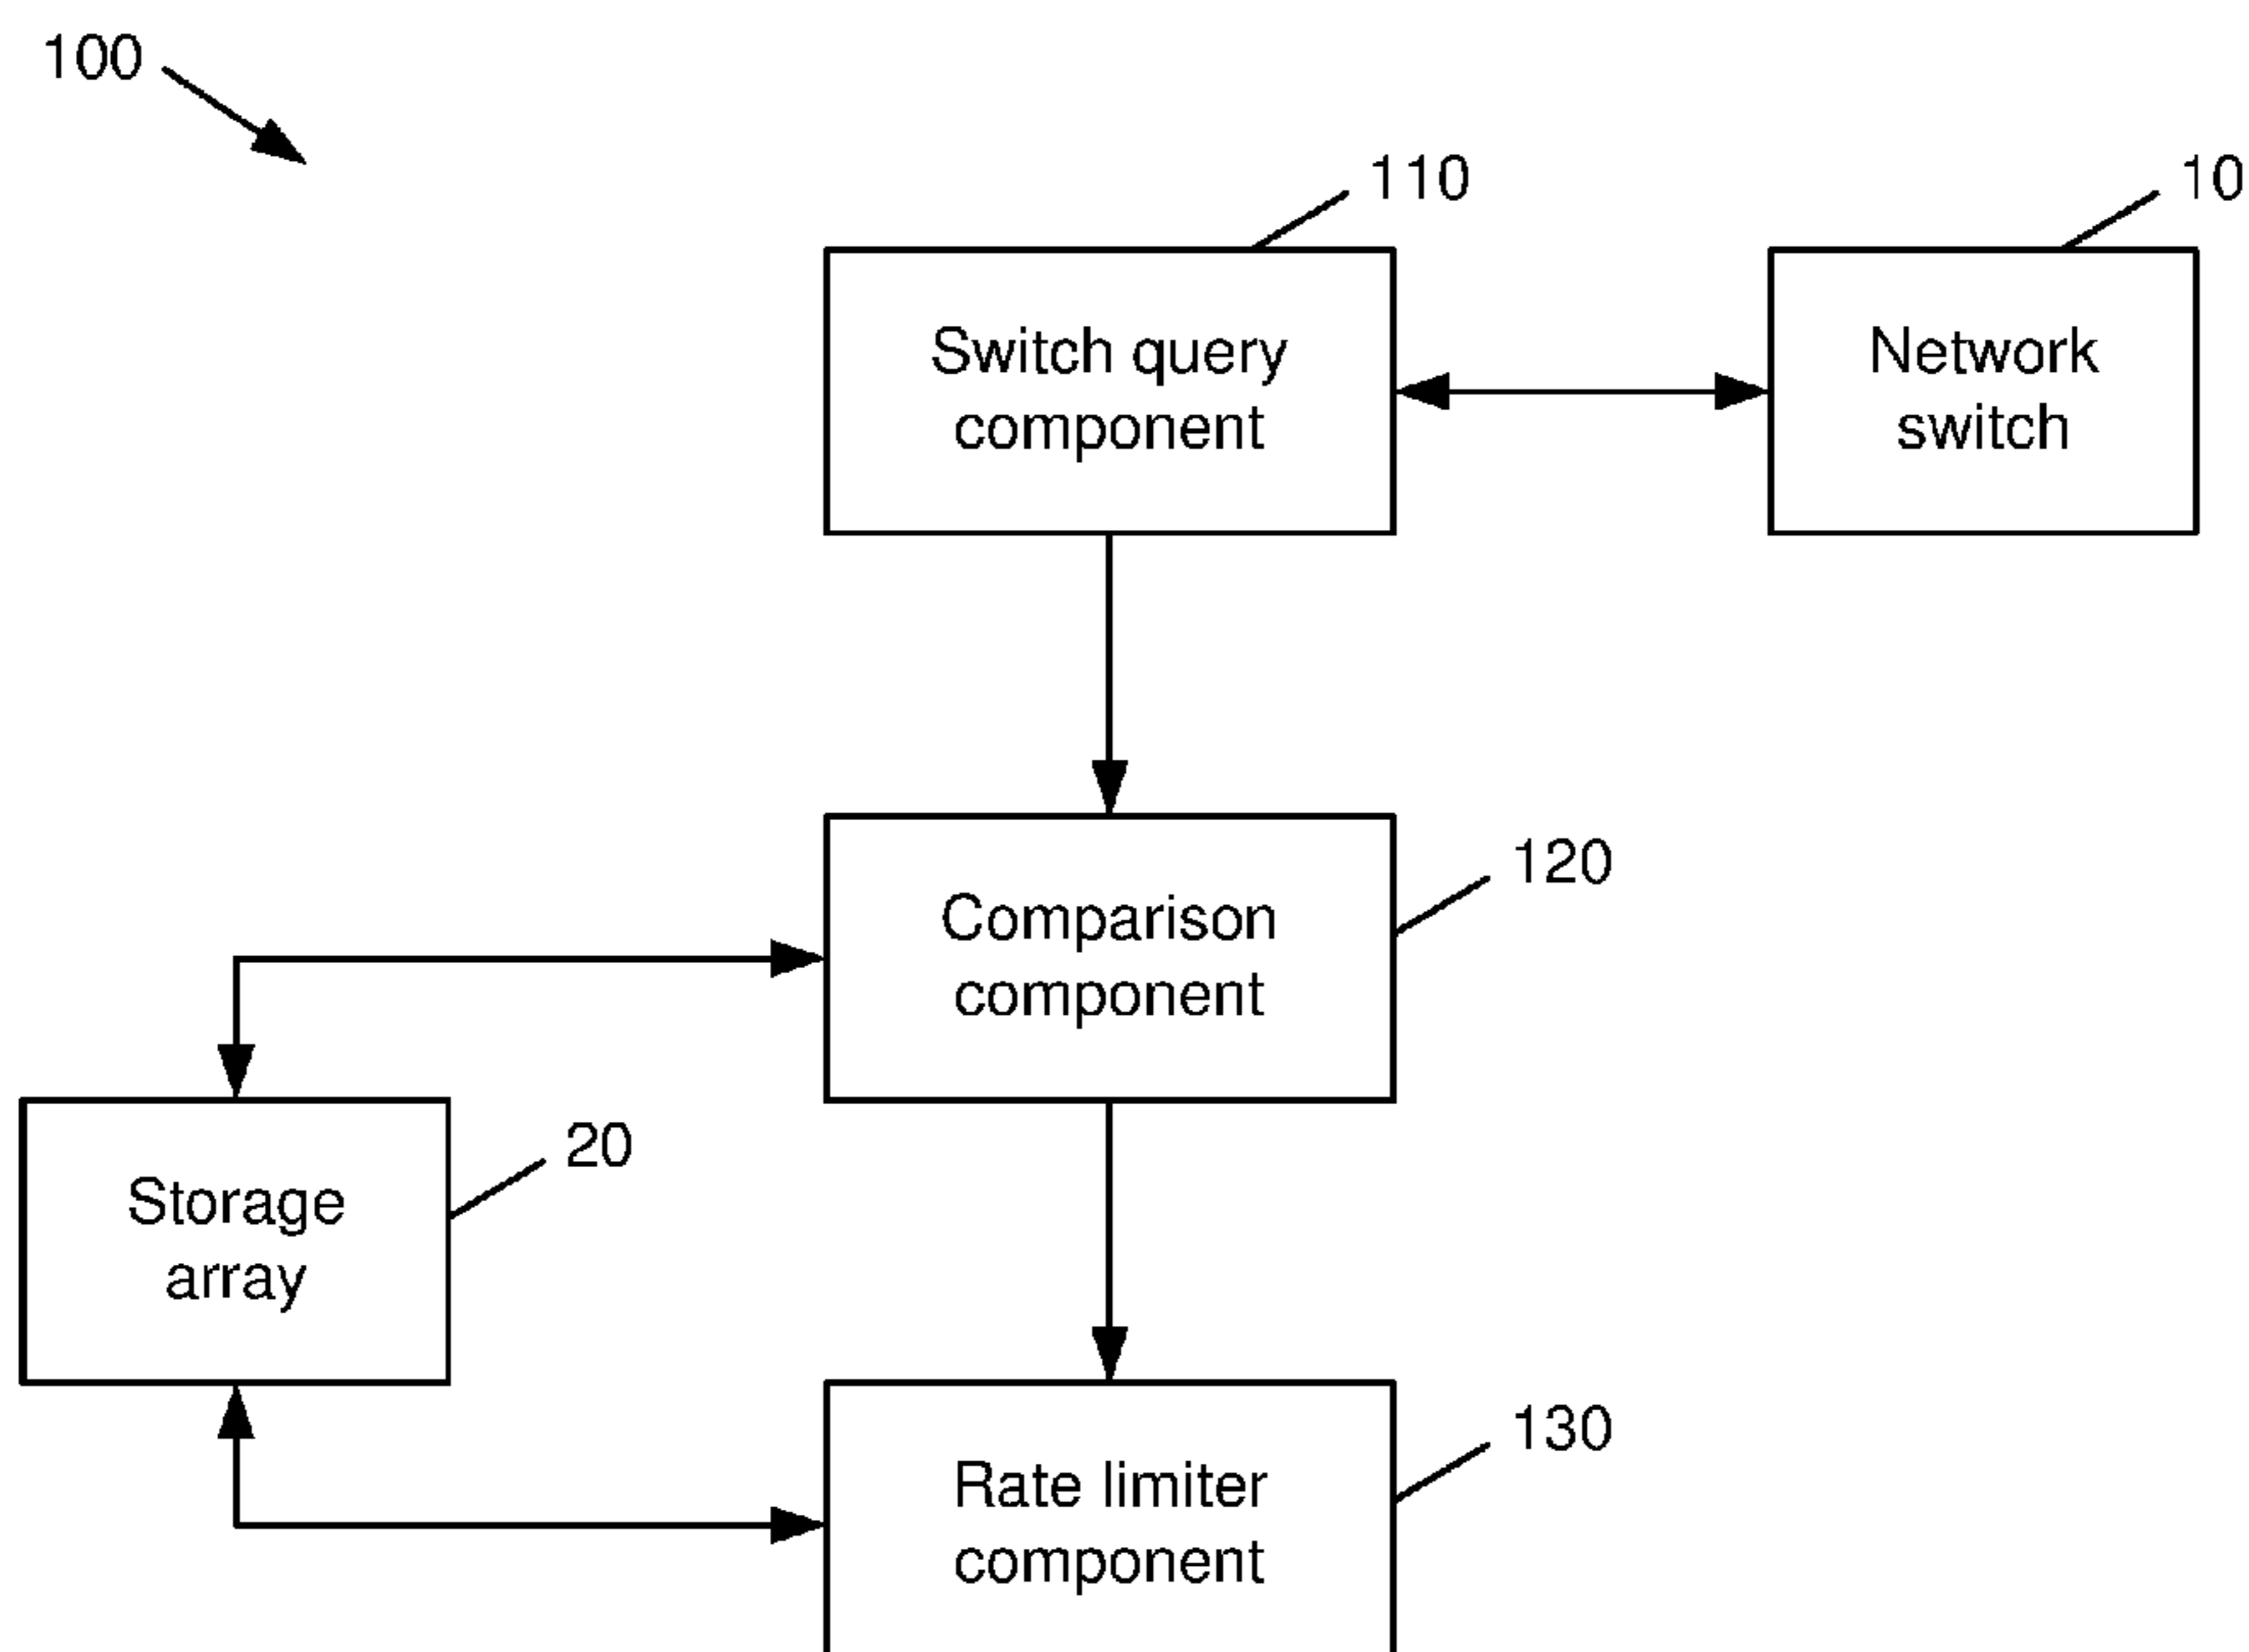 100
110
10
Switch query
component
Network
switch
120
Comparison
component
20
Storage
array
130
Rate limiter
component